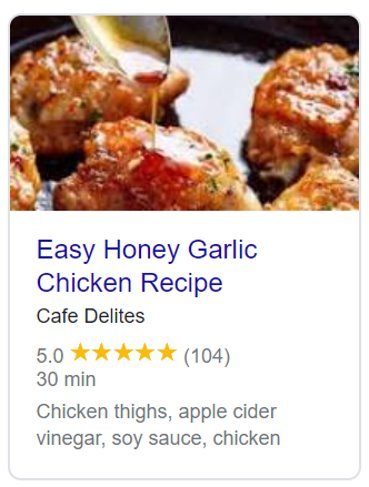 Easy Honey Garlic
Chicken Recipe
Cafe Delites
5.0 ★★★★★ (104)
30 min
Chicken thighs, apple cider
vinegar, soy sauce, chicken